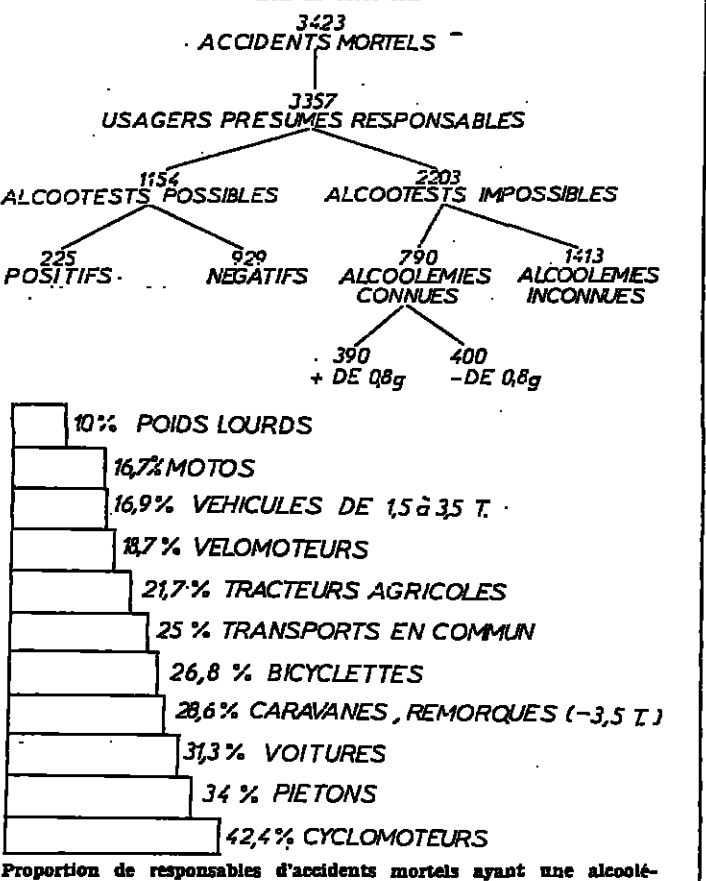 3423
ACCIDENTS MORTELS
3357
USAGERS PRESUMES RESPONSABLES
1154
ALCOOTESTS POSSIBLES
2203
ALCOOTESTS IMPOSSIBLES
225
POSITIFS
929
NEGATIFS
790
ALCOOLEMIES
CONNUES
1413
ALCOOLEMIES
INCONNUES
390
+ DE 0,8g
400
-DE 0,8g
10% POIDS LOURDS
16,7% MOTOS
16,9% VEHICULES DE 1,5 à 3,5 T.
18,7 % VELOMOTEURS
21,7 % TRACTEURS AGRICOLES
25 % TRANSPORTS EN COMMUN
26,8 % BICYCLETTES
28,6% CARAVANES, REMORQUES (-3,5 T.)
31,3% VOITURES
34 % PIETONS
42,4% CYCLOMOTEURS
Proportion de responsables d'accidents mortels ayant une alcoolé-